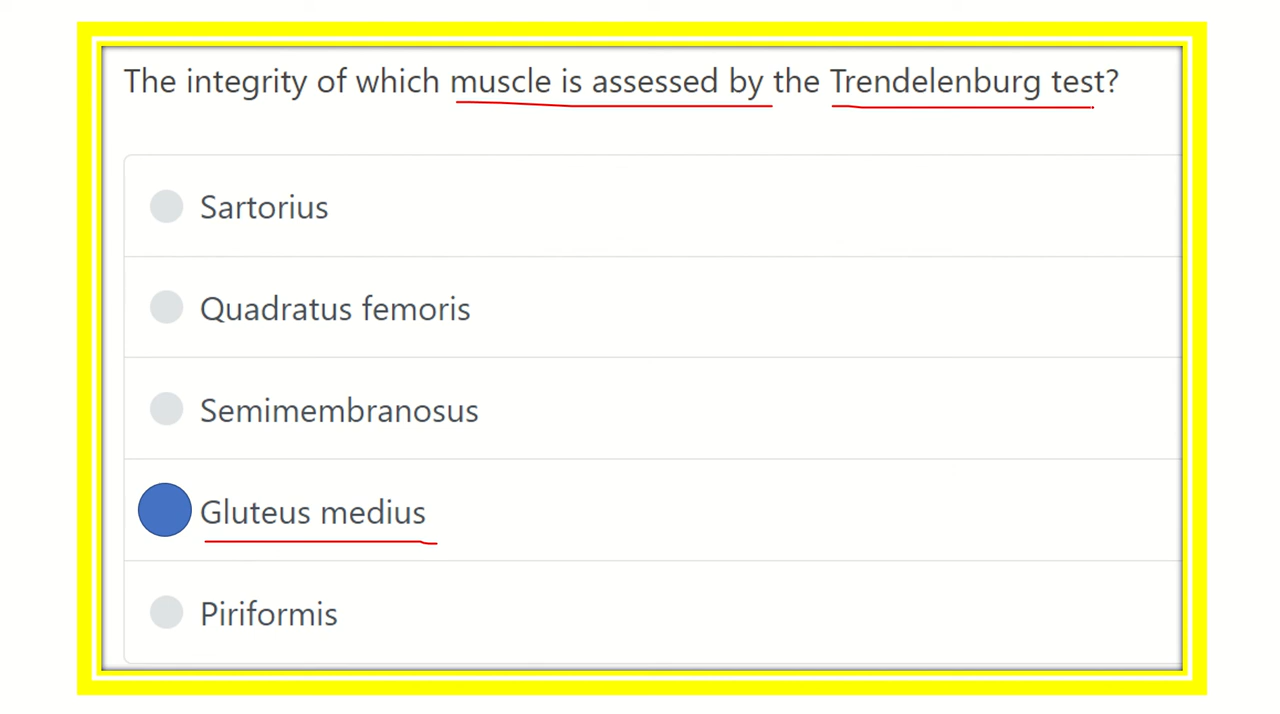 The integrity of which muscle is assessed by the Trendelenburg test?
Sartorius
Quadratus femoris
Semimembranosus
Gluteus medius
Piriformis